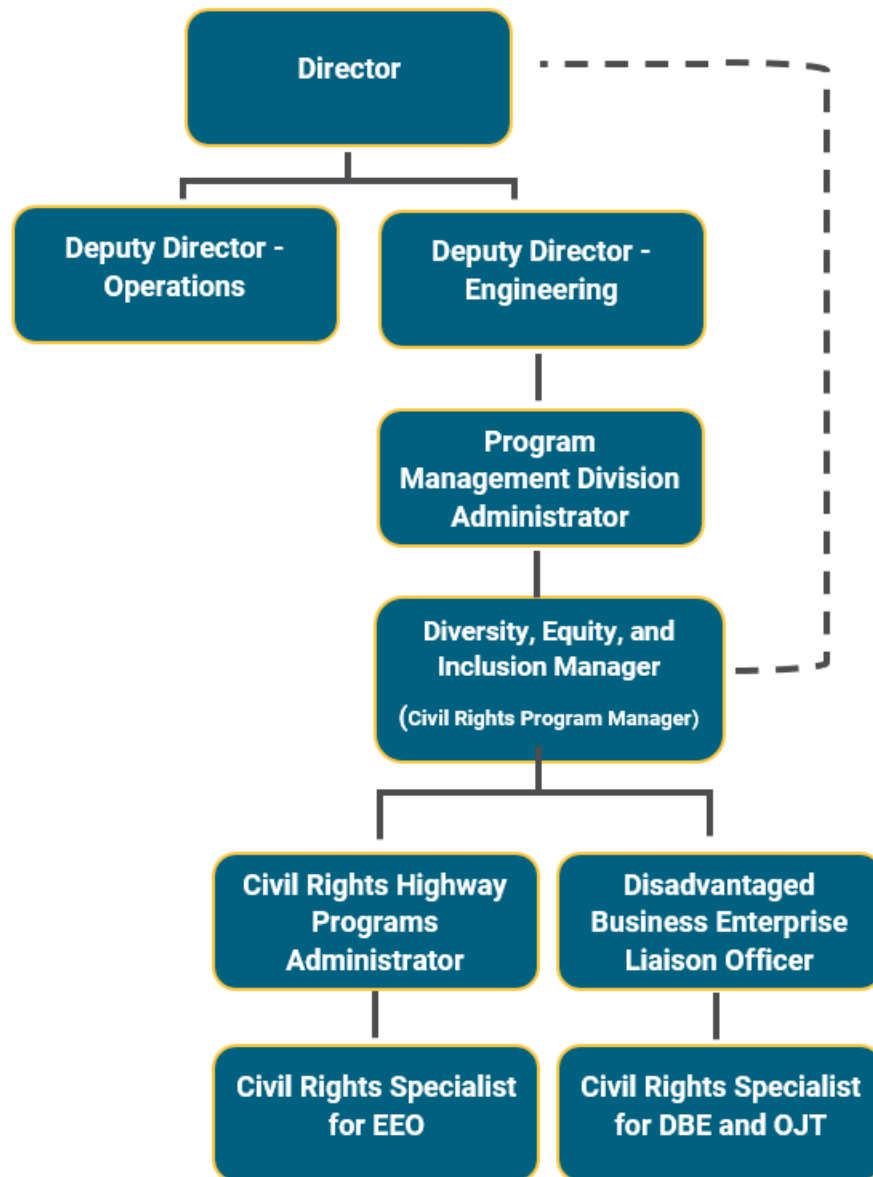 Director
Deputy Director -
Operations
Deputy Director -
Engineering
Program
Management Division
Administrator
Diversity, Equity, and
Inclusion Manager
(Civil Rights Program Manager)
Civil Rights Highway
Programs
Administrator
Disadvantaged
Business Enterprise
Liaison Officer
Civil Rights Specialist
for EEO
Civil Rights Specialist
for DBE and OJT